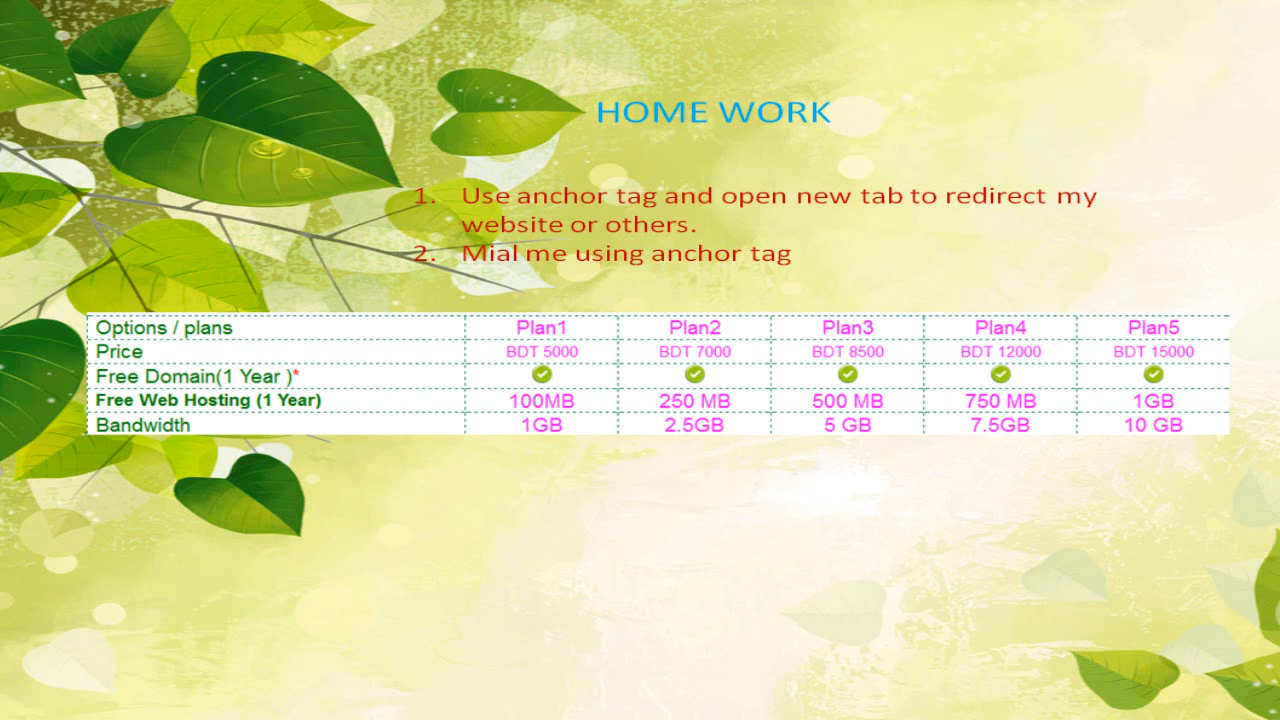 HOME WORK
1. Use anchor tag and open new tab to redirect my
website or others.
2. Mial me using anchor tag
Options / plans Plan1 Plan2 Plan3 Plan4 Plan5
Price BDT 5000 BDT 7000 BDT 8500 BDT 12000 BDT 15000
Free Domain(1 Year )*
Free Web Hosting (1 Year) 100MB 250 MB 500 MB 750 MB 1GB
Bandwidth 1GB 2.5GB 5 GB 7.5GB 10 GB